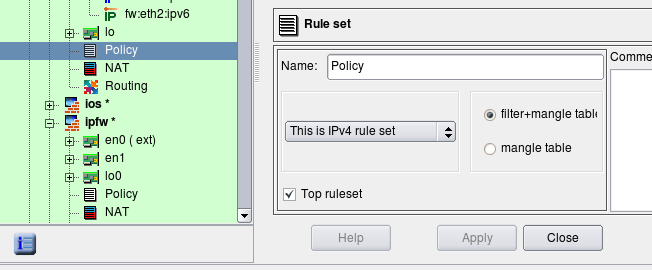 fw:eth2:ipv6
lo
Policy
NAT
Routing
ios *
ipfw *
en0 ( ext)
en1
lo0
Policy
NAT
Rule set
Name: Policy
Comme
This is IPv4 rule set
filter+mangle table
mangle table
Top ruleset
Help Apply Close